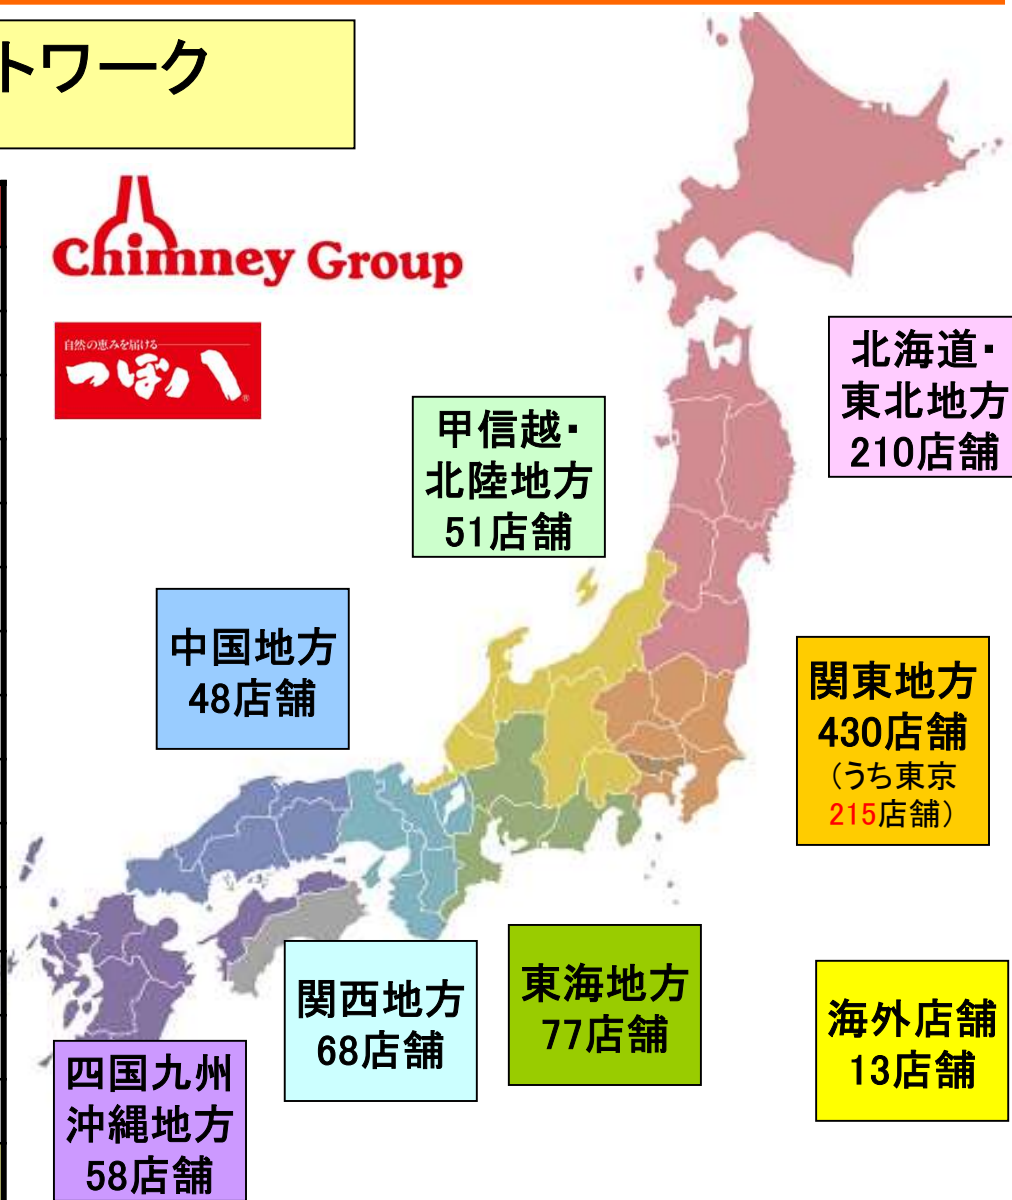 トワーク
Chimney Group
自然の恵みを届ける
つぼ八
北海道・
東北地方
210店舗
甲信越・
北陸地方
51店舗
中国地方
48店舗
関東地方
430店舗
(うち東京
215店舗)
関西地方
68店舗
東海地方
77店舗
海外店舗
13店舗
四国九州
沖縄地方
58店舗